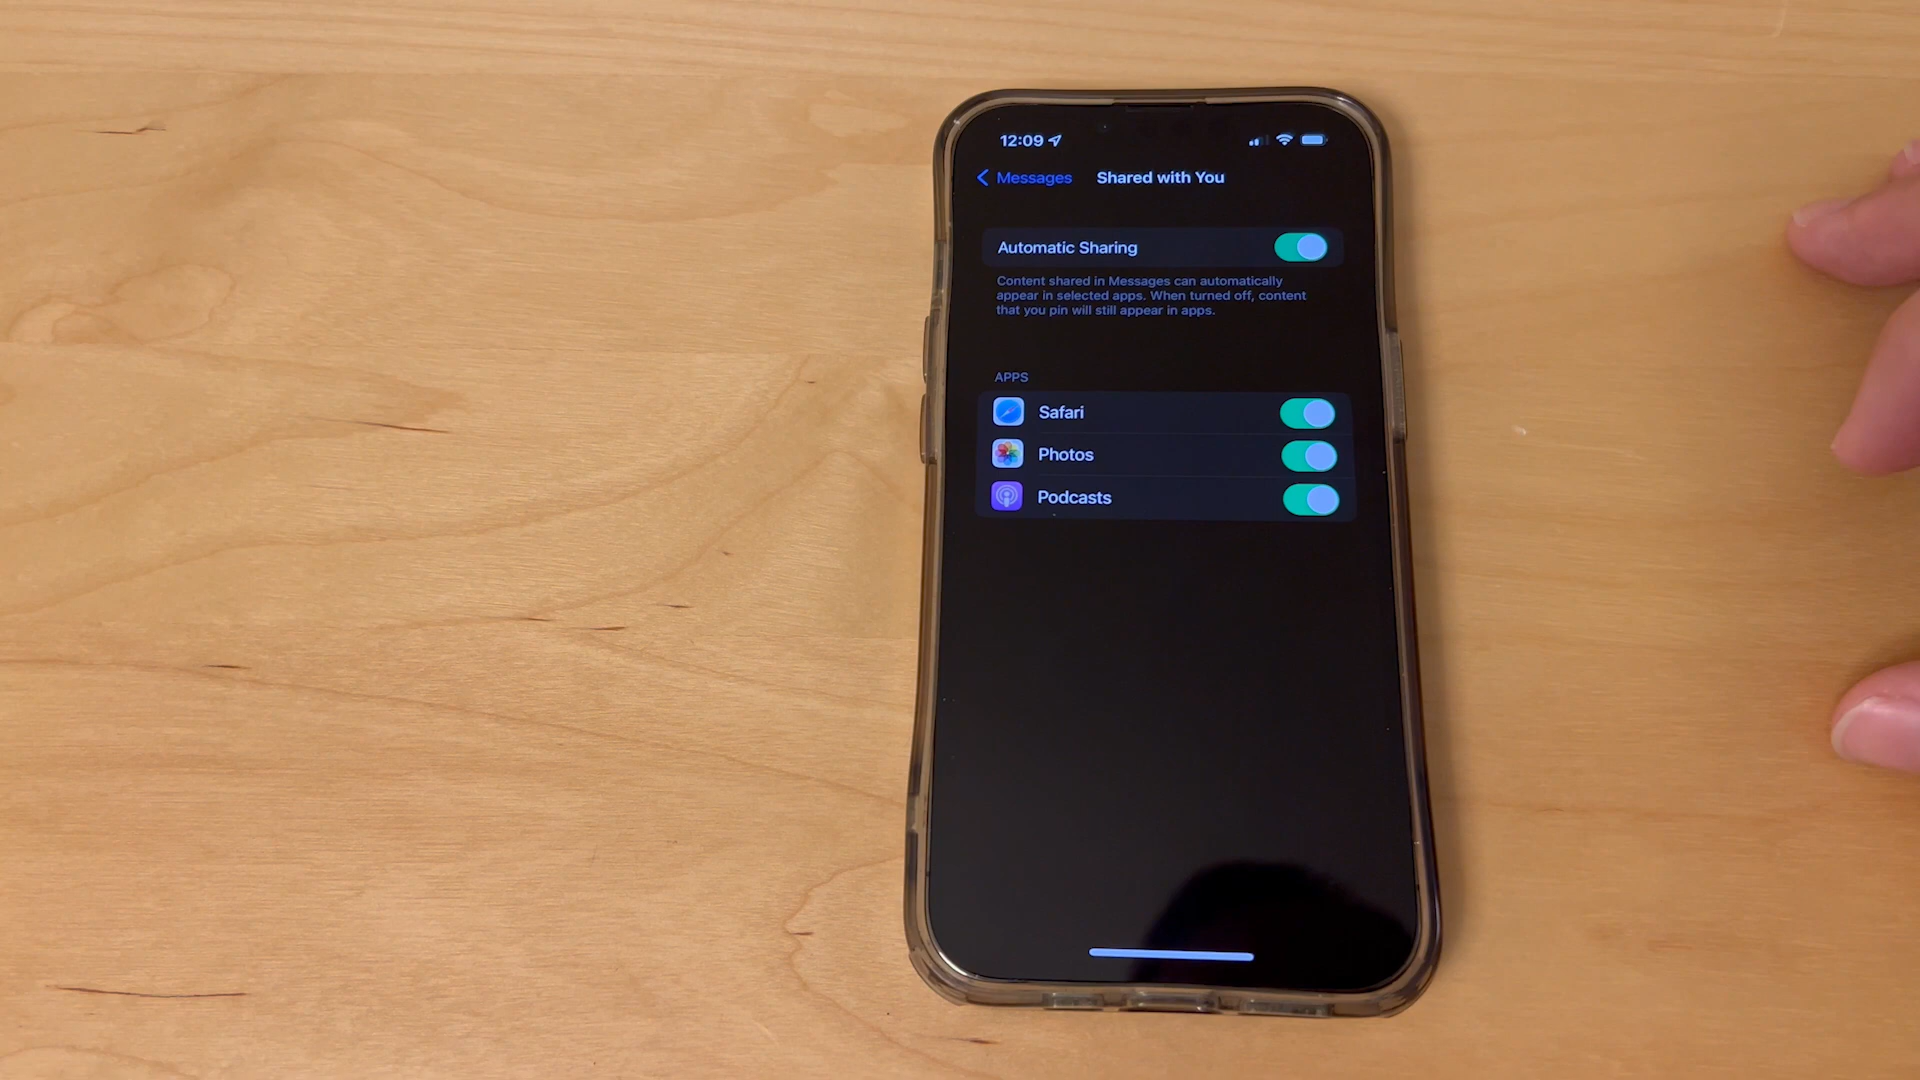 12:09
Messages Shared with You
Automatic Sharing
Content shared in Messages can automatically
appear in selected apps. When turned off, content
that you pin will still appear in apps.
APPS
Safari
Photos
Podcasts